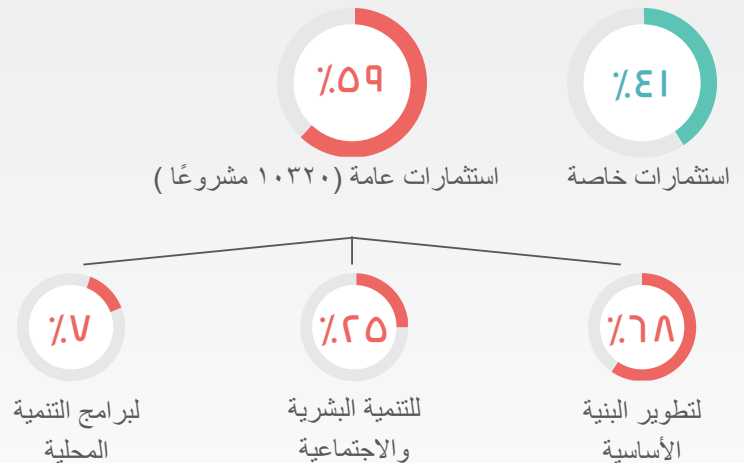 ٪٤١
٪٥٩
استثمارات خاصة
استثمارات عامة (١٠٣٢٠ مشروعًا )
٪٦٨
٪٢٥
٪٧
لتطوير البنية
الأساسية
للتنمية البشرية
والاجتماعية
لبرامج التنمية
المحلية